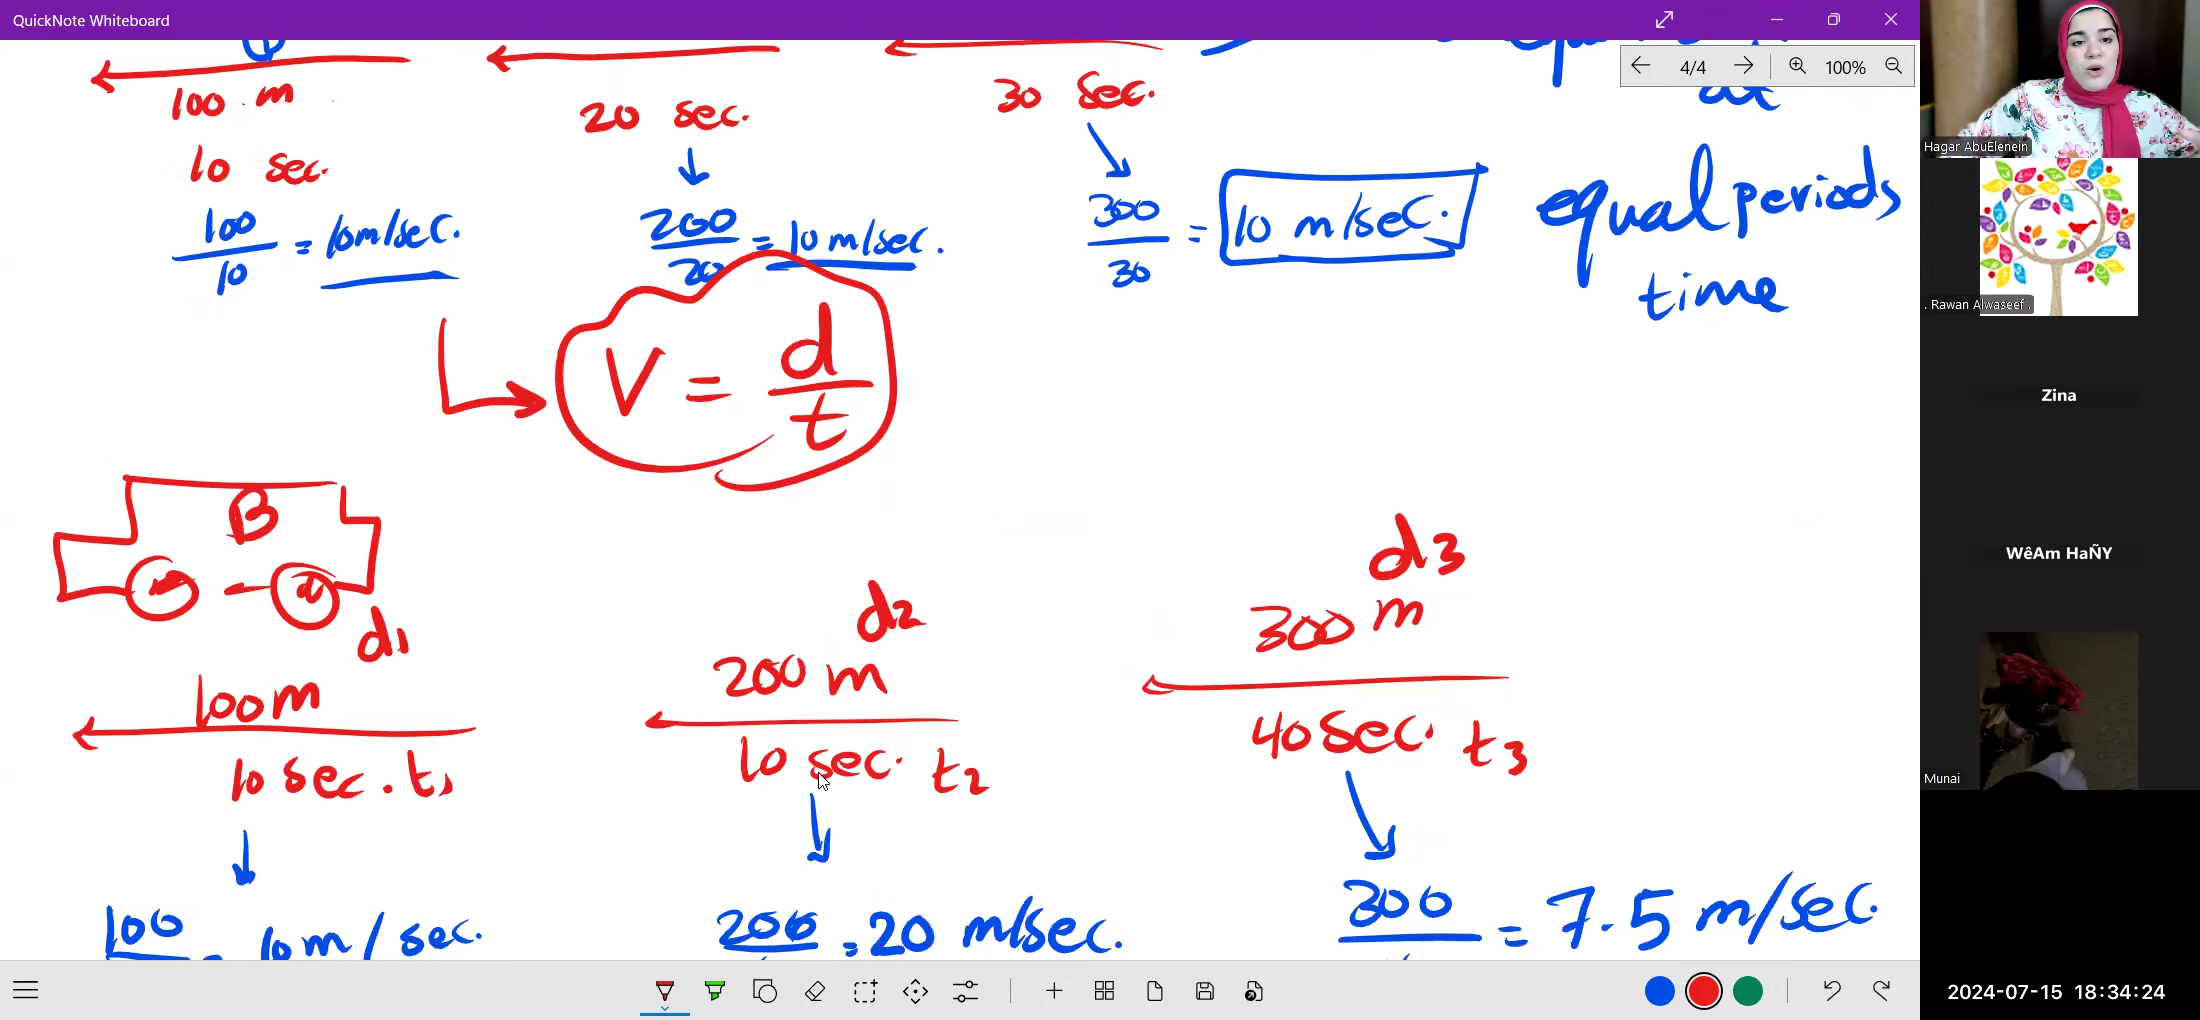 QuickNote Whiteboard
4/4
100%
100 m
20 sec.
30 sec.
at
10 sec.
100/10 = 10m/sec.
200/20 = 10 m/sec.
300/30 = 10 m/sec.
equal periods
time
V = d/t
B
d1
d2
d3
100m
200 m
300 m
10 sec. t1
10 sec. t2
40 sec. t3
100 = 10 m / sec.
200 = 20 m/sec.
300 = 7.5 m/sec.
Hagar AbuElenein
. Rawan Alwaseef .
Zina
WêAm HaÑY
Munai
2024-07-15 18:34:24